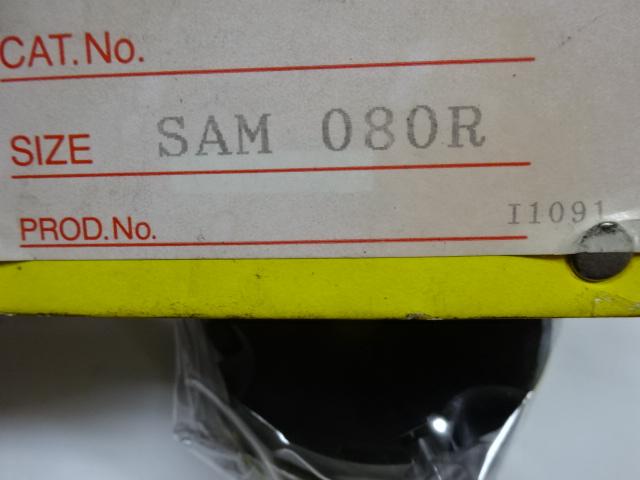 CAT.No.
SIZE SAM 080R
PROD.No. I1091